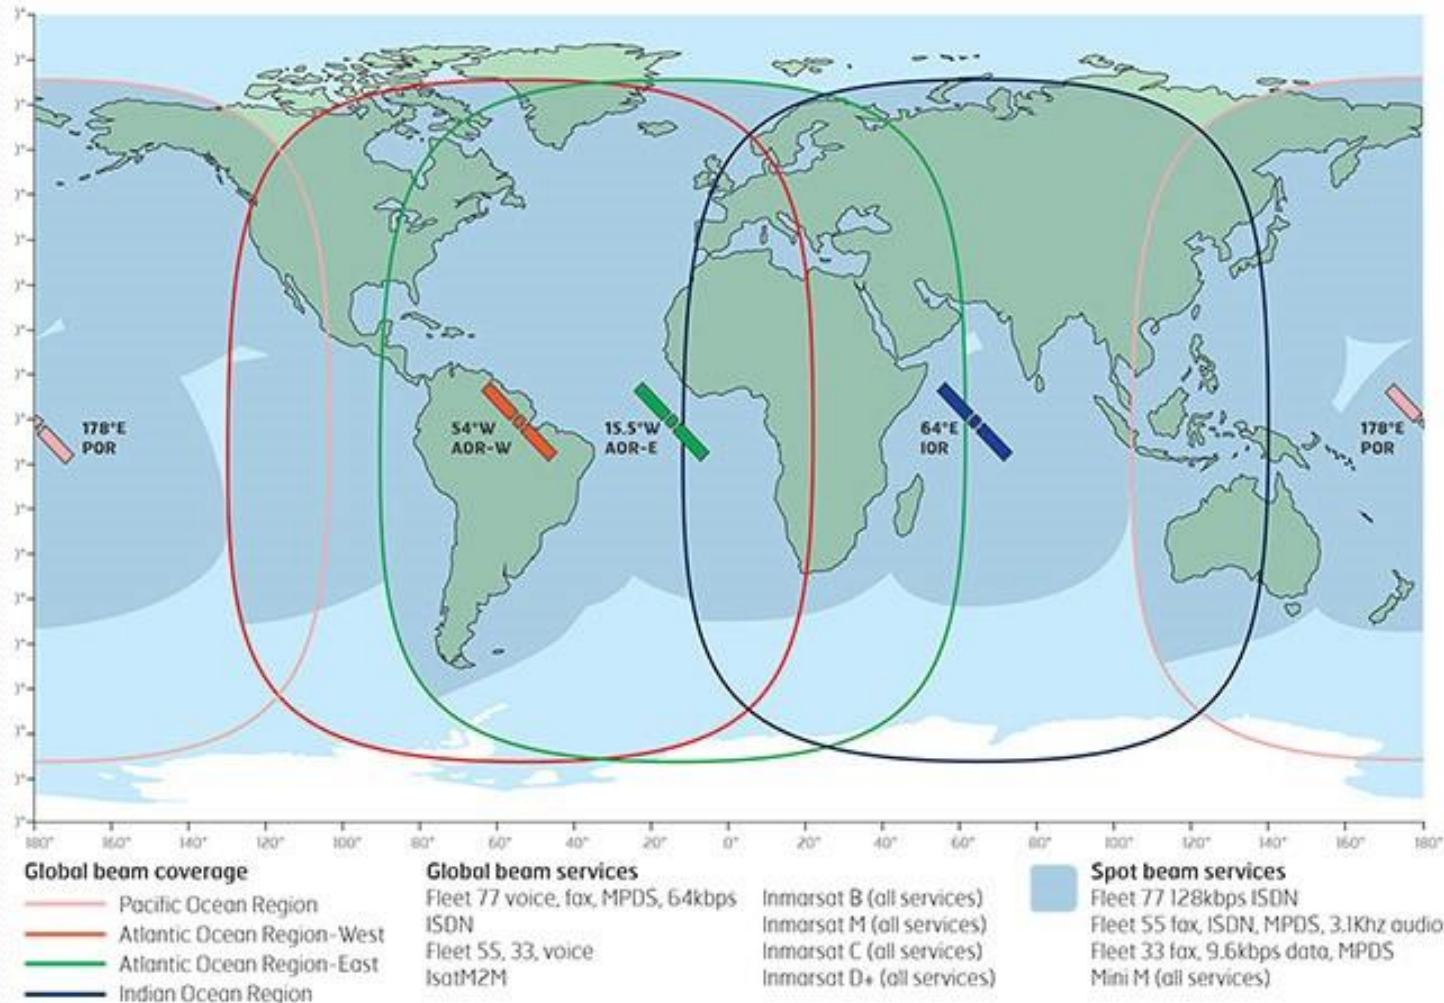 178°E
POR
54°W
AOR-W
15.5°W
AOR-E
64°E
IOR
178°E
POR
180° 160° 140° 120° 100° 80° 60° 40° 20° 0° 20° 40° 60° 80° 100° 120° 140° 160° 180°
Global beam coverage
Pacific Ocean Region
Atlantic Ocean Region-West
Atlantic Ocean Region-East
Indian Ocean Region
Global beam services
Fleet 77 voice, fax, MPDS, 64kbps
ISDN
Fleet 55, 33, voice
IsatM2M
Inmarsat B (all services)
Inmarsat M (all services)
Inmarsat C (all services)
Inmarsat D+ (all services)
Spot beam services
Fleet 77 128kbps ISDN
Fleet 55 fax, ISDN, MPDS, 3.1Khz audio
Fleet 33 fax, 9.6kbps data, MPDS
Mini M (all services)